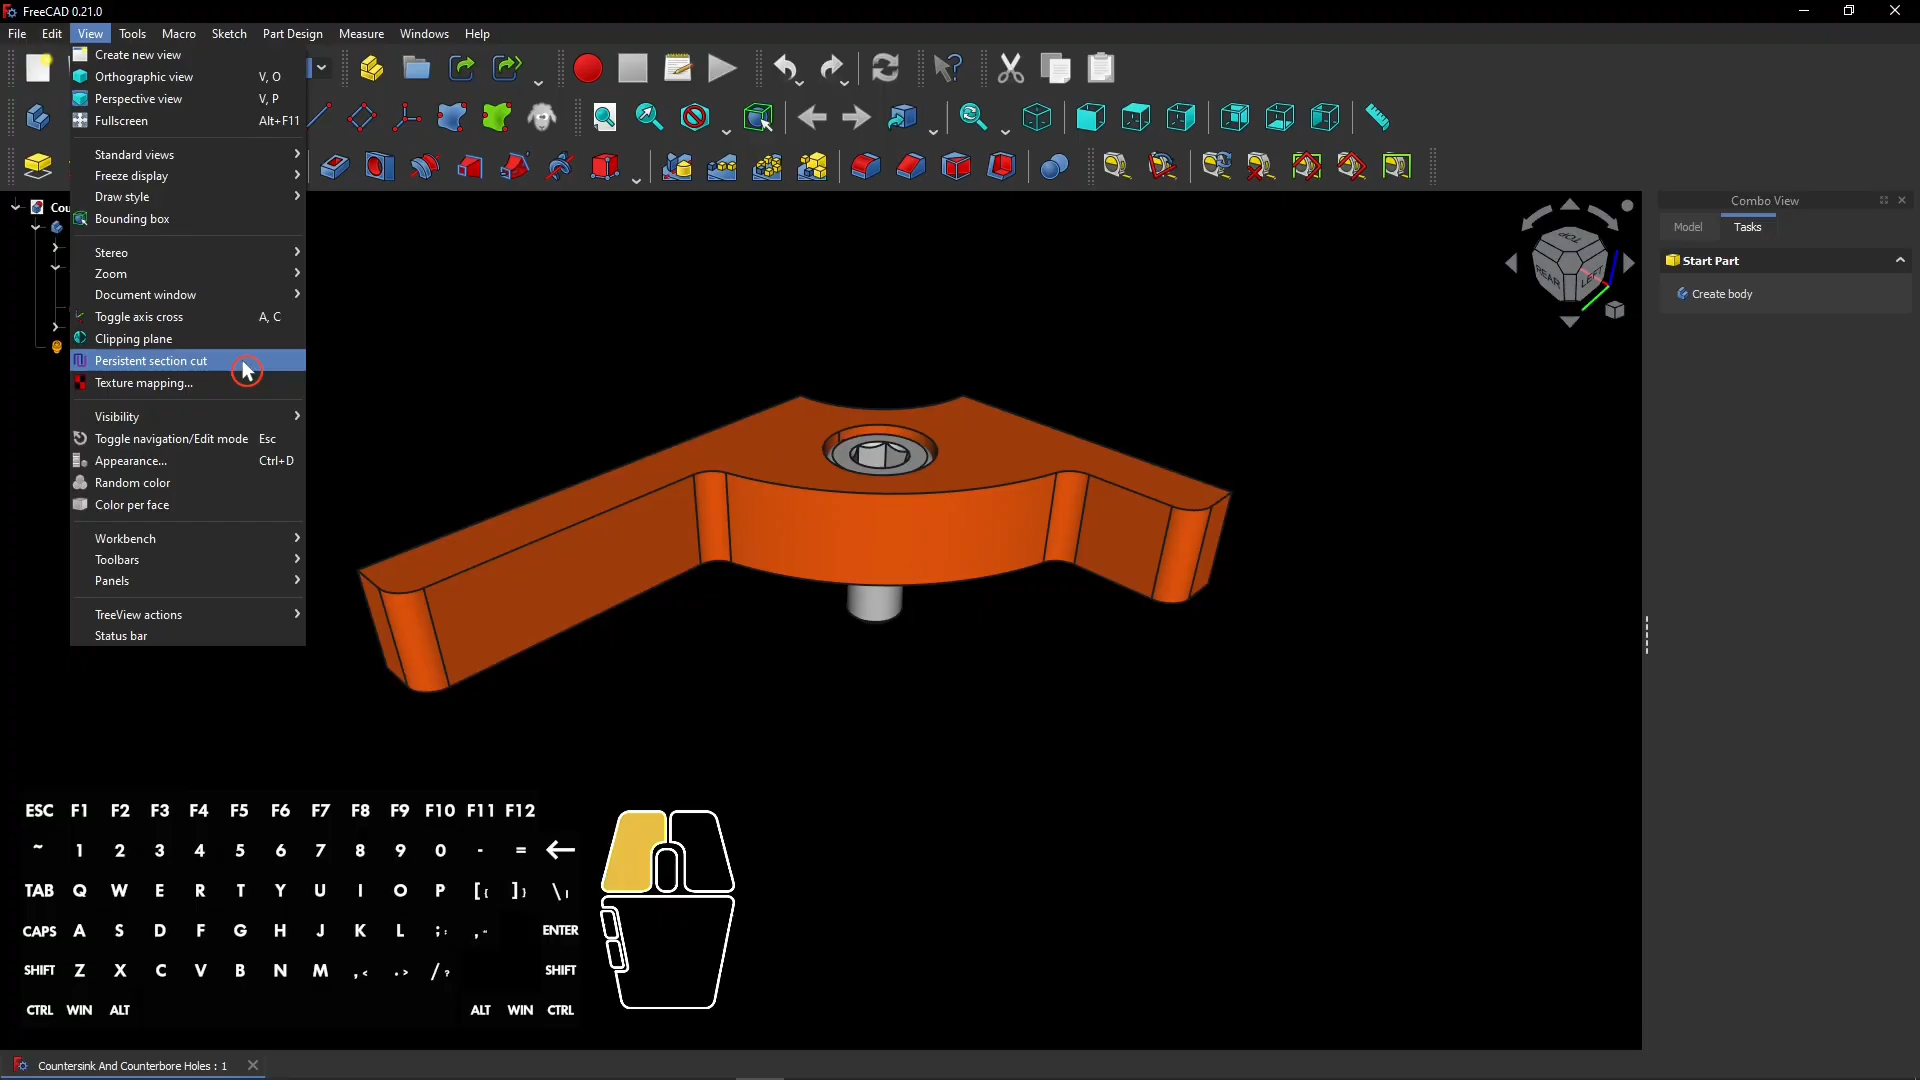 FreeCAD 0.21.0
File Edit View Tools Macro Sketch Part Design Measure Windows Help
Create new view
Orthographic view V, O
Perspective view V, P
Fullscreen Alt+F11
Standard views
Freeze display
Draw style
Bounding box
Stereo
Zoom
Document window
Toggle axis cross A, C
Clipping plane
Persistent section cut
Texture mapping...
Visibility
Toggle navigation/Edit mode Esc
Appearance... Ctrl+D
Random color
Color per face
Workbench
Toolbars
Panels
TreeView actions
Status bar
Cou
TOP
REAR
LEFT
Combo View
Model Tasks
Start Part
Create body
ESC F1 F2 F3 F4 F5 F6 F7 F8 F9 F10 F11 F12
~ 1 2 3 4 5 6 7 8 9 0 - =
TAB Q W E R T Y U I O P [{ ]} \|
CAPS A S D F G H J K L ;: ,“ ENTER
SHIFT Z X C V B N M ,< .> /? SHIFT
CTRL WIN ALT ALT WIN CTRL
Countersink And Counterbore Holes : 1